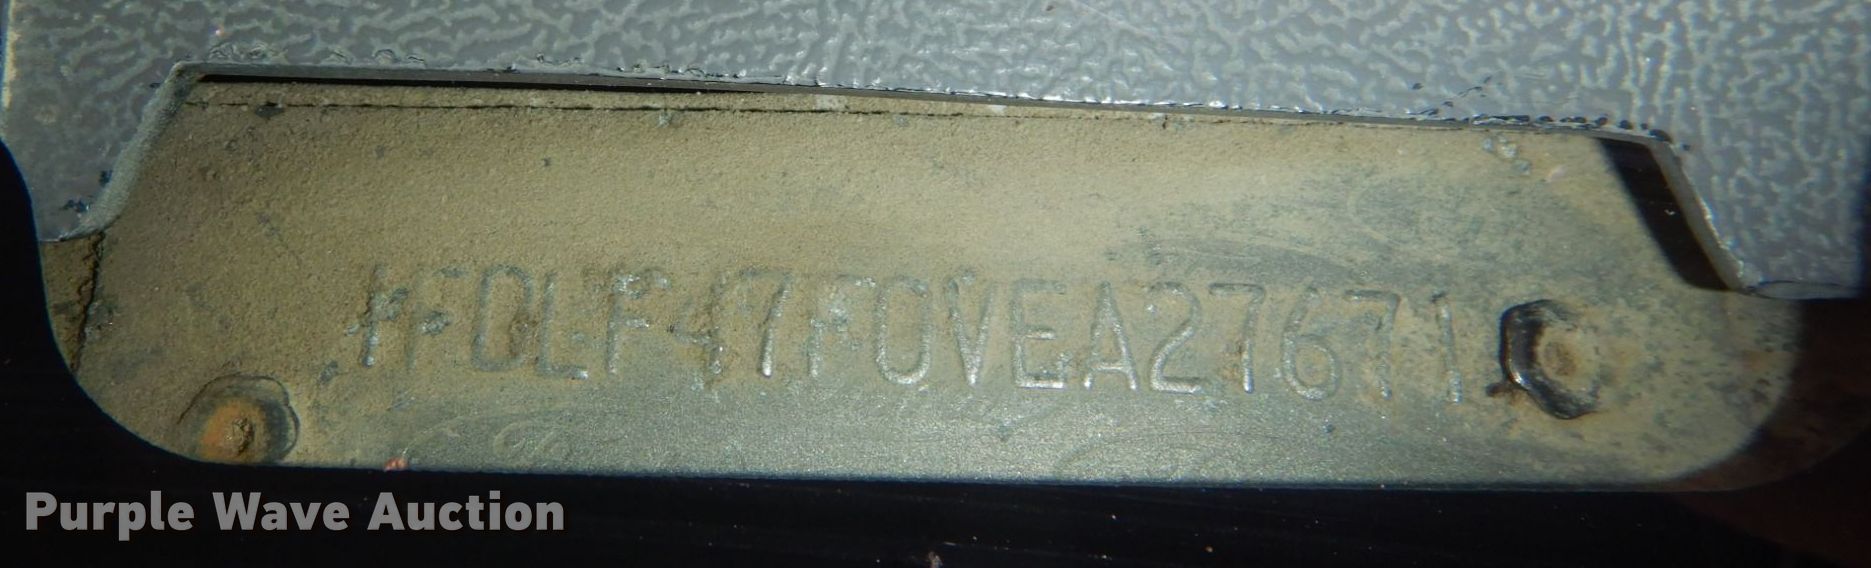 1FDLF47F0VEA27671
Purple Wave Auction